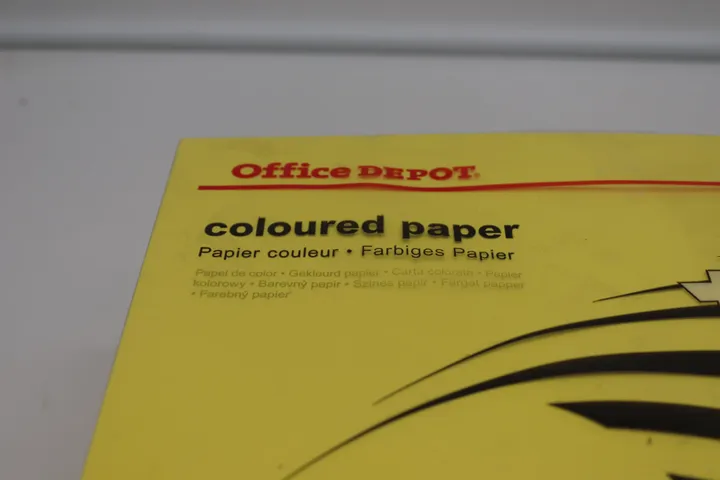 Office DEPOT®
coloured paper
Papier couleur • Farbiges Papier
Papel de color • Gekleurd papier • Carta colorata • Papier
kolorowy • Barevný papír • Színes papír • Färgat papper
• Farebný papier